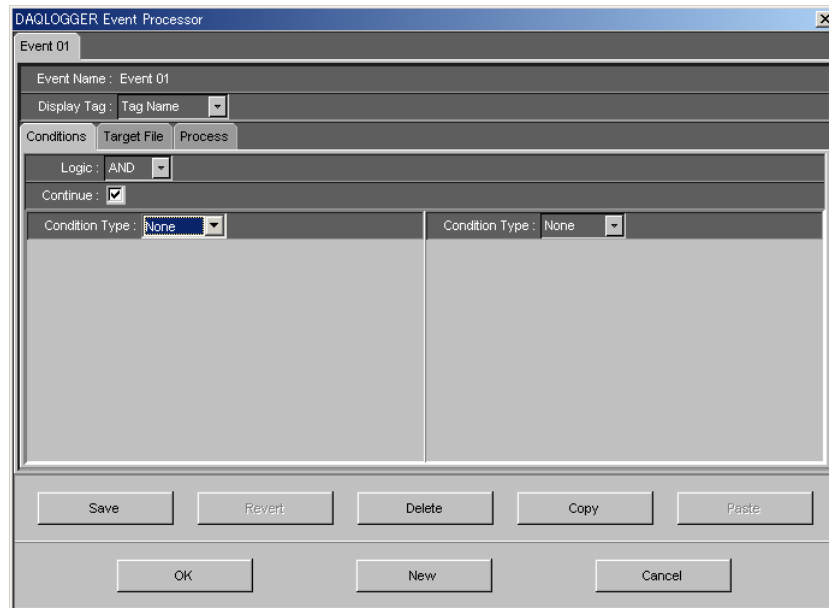 DAQLOGGER Event Processor
Event 01
Event Name : Event 01
Display Tag : Tag Name
Conditions Target File Process
Logic : AND
Continue :
Condition Type : None Condition Type : None
Save Revert Delete Copy Paste
OK New Cancel